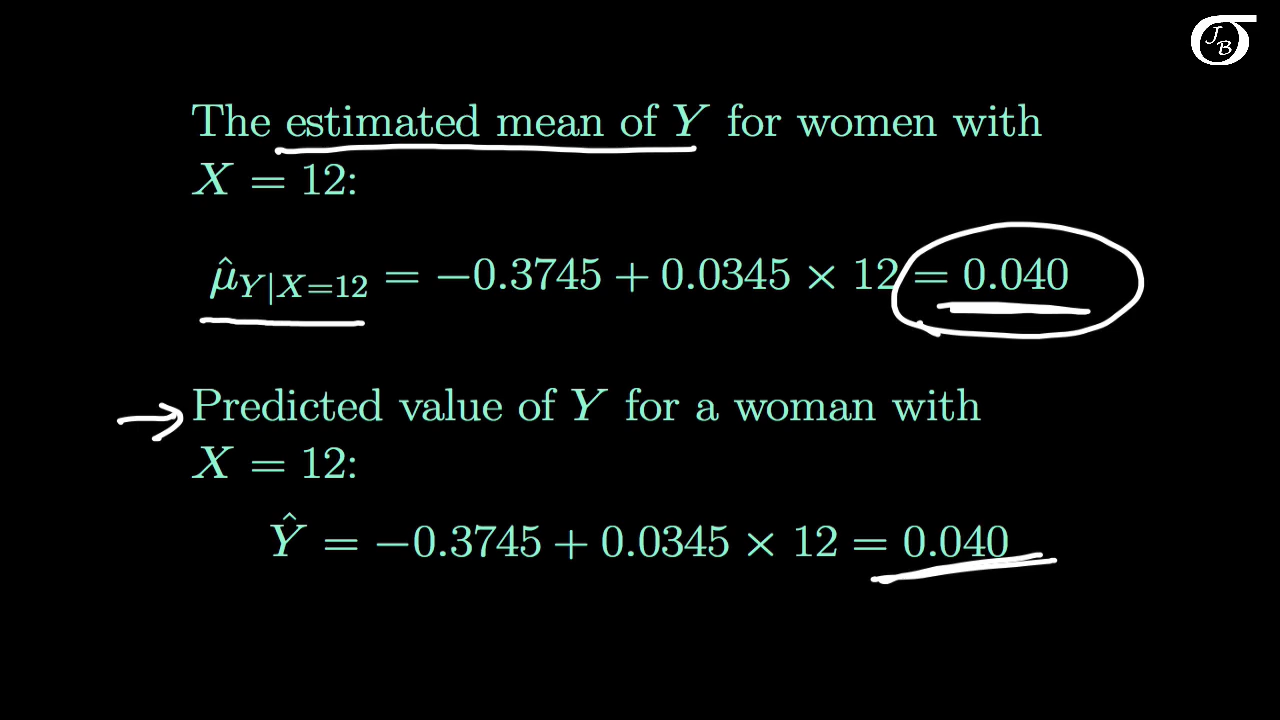 JB
The estimated mean of Y for women with
X = 12:
μ̂_{Y|X=12} = −0.3745 + 0.0345 × 12 = 0.040
Predicted value of Y for a woman with
X = 12:
Ŷ = −0.3745 + 0.0345 × 12 = 0.040